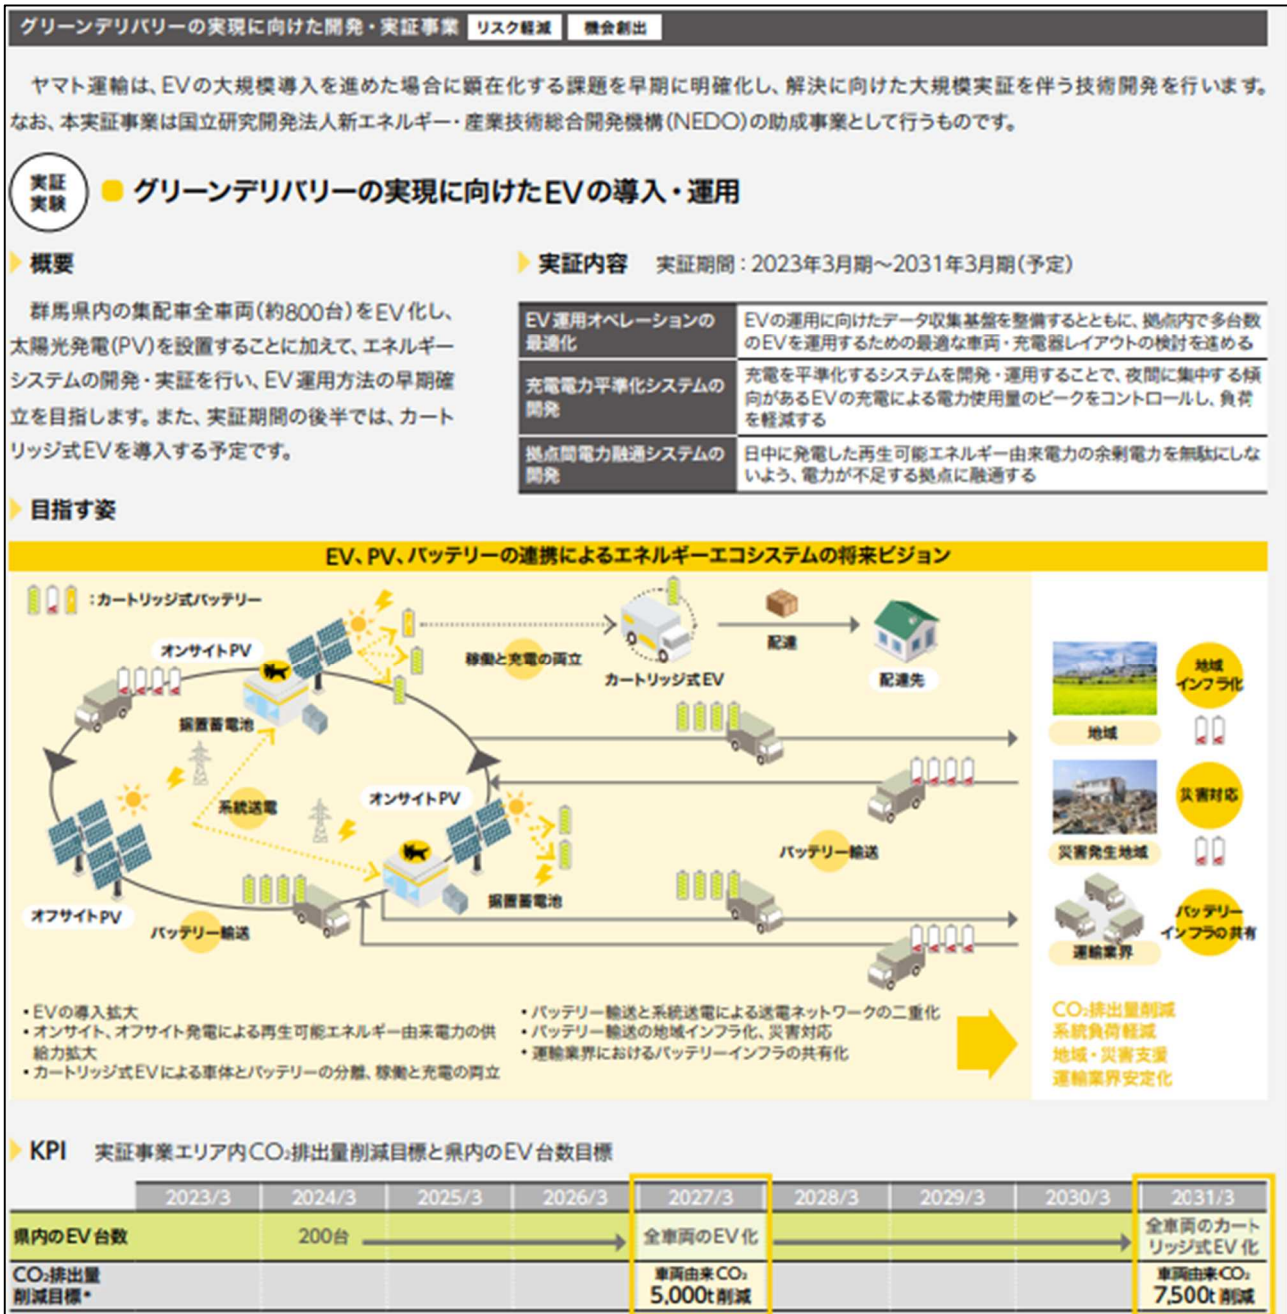 グリーンデリバリーの実現に向けた開発・実証事業 リスク軽減 機会創出
ヤマト運輸は、EVの大規模導入を進めた場合に顕在化する課題を早期に明確化し、解決に向けた大規模実証を伴う技術開発を行います。
なお、本実証事業は国立研究開発法人新エネルギー・産業技術総合開発機構(NEDO)の助成事業として行うものです。
実証
実験
グリーンデリバリーの実現に向けたEVの導入・運用
概要
群馬県内の集配車全車両(約800台)をEV化し、
太陽光発電(PV)を設置することに加えて、エネルギー
システムの開発・実証を行い、EV運用方法の早期確
立を目指します。また、実証期間の後半では、カート
リッジ式EVを導入する予定です。
実証内容 実証期間:2023年3月期～2031年3月期(予定)
EV運用オペレーションの
最適化
EVの運用に向けたデータ収集基盤を整備するとともに、拠点内で多台数
のEVを運用するための最適な車両・充電器レイアウトの検討を進める
充電電力平準化システムの
開発
充電を平準化するシステムを開発・運用することで、夜間に集中する傾
向があるEVの充電による電力使用量のピークをコントロールし、負荷
を軽減する
拠点間電力融通システムの
開発
日中に発電した再生可能エネルギー由来電力の余剰電力を無駄にしな
いよう、電力が不足する拠点に融通する
目指す姿
EV、PV、バッテリーの連携によるエネルギーエコシステムの将来ビジョン
:カートリッジ式バッテリー
オンサイトPV
据置蓄電池
稼働と充電の両立
カートリッジ式EV
配達
配達先
地域
地域
インフラ化
系統送電
オンサイトPV
据置蓄電池
オフサイトPV
バッテリー輸送
バッテリー輸送
災害発生地域
災害対応
運輸業界
バッテリー
インフラの共有
・EVの導入拡大
・オンサイト、オフサイト発電による再生可能エネルギー由来電力の供
給力拡大
・カートリッジ式EVによる車体とバッテリーの分離、稼働と充電の両立
・バッテリー輸送と系統送電による送電ネットワークの二重化
・バッテリー輸送の地域インフラ化、災害対応
・運輸業界におけるバッテリーインフラの共有化
CO₂排出量削減
系統負荷軽減
地域・災害支援
運輸業界安定化
KPI 実証事業エリア内CO₂排出量削減目標と県内のEV台数目標
2023/3 2024/3 2025/3 2026/3 2027/3 2028/3 2029/3 2030/3 2031/3
県内のEV台数 200台 全車両のEV化 全車両のカート
リッジ式EV化
CO₂排出量
削減目標*
車両由来CO₂
5,000t削減
車両由来CO₂
7,500t削減